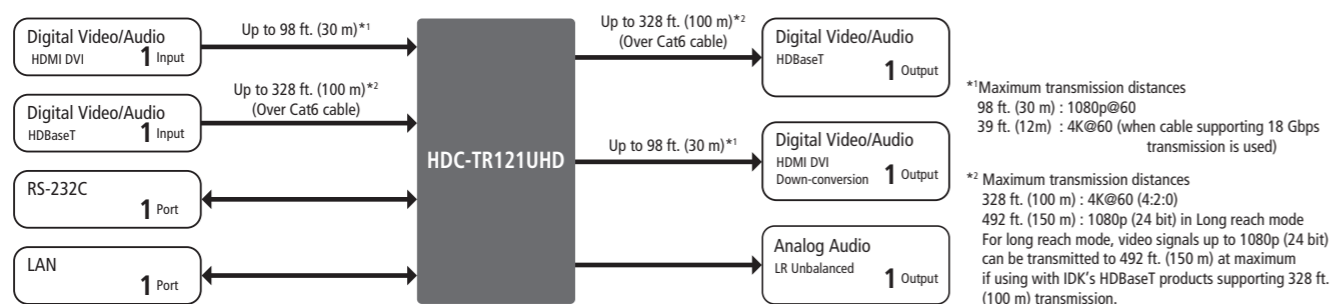 Digital Video/Audio
HDMI DVI 1 Input
Up to 98 ft. (30 m)*1
Digital Video/Audio
HDBaseT 1 Input
Up to 328 ft. (100 m)*2
(Over Cat6 cable)
RS-232C
1 Port
LAN
1 Port
HDC-TR121UHD
Up to 328 ft. (100 m)*2
(Over Cat6 cable)
Digital Video/Audio
HDBaseT
1 Output
Up to 98 ft. (30 m)*1
Digital Video/Audio
HDMI DVI
Down-conversion 1 Output
Analog Audio
LR Unbalanced 1 Output
*1Maximum transmission distances
98 ft. (30 m) : 1080p@60
39 ft. (12m) : 4K@60 (when cable supporting 18 Gbps
transmission is used)
*2 Maximum transmission distances
328 ft. (100 m) : 4K@60 (4:2:0)
492 ft. (150 m) : 1080p (24 bit) in Long reach mode
For long reach mode, video signals up to 1080p (24 bit)
can be transmitted to 492 ft. (150 m) at maximum
if using with IDK's HDBaseT products supporting 328 ft.
(100 m) transmission.